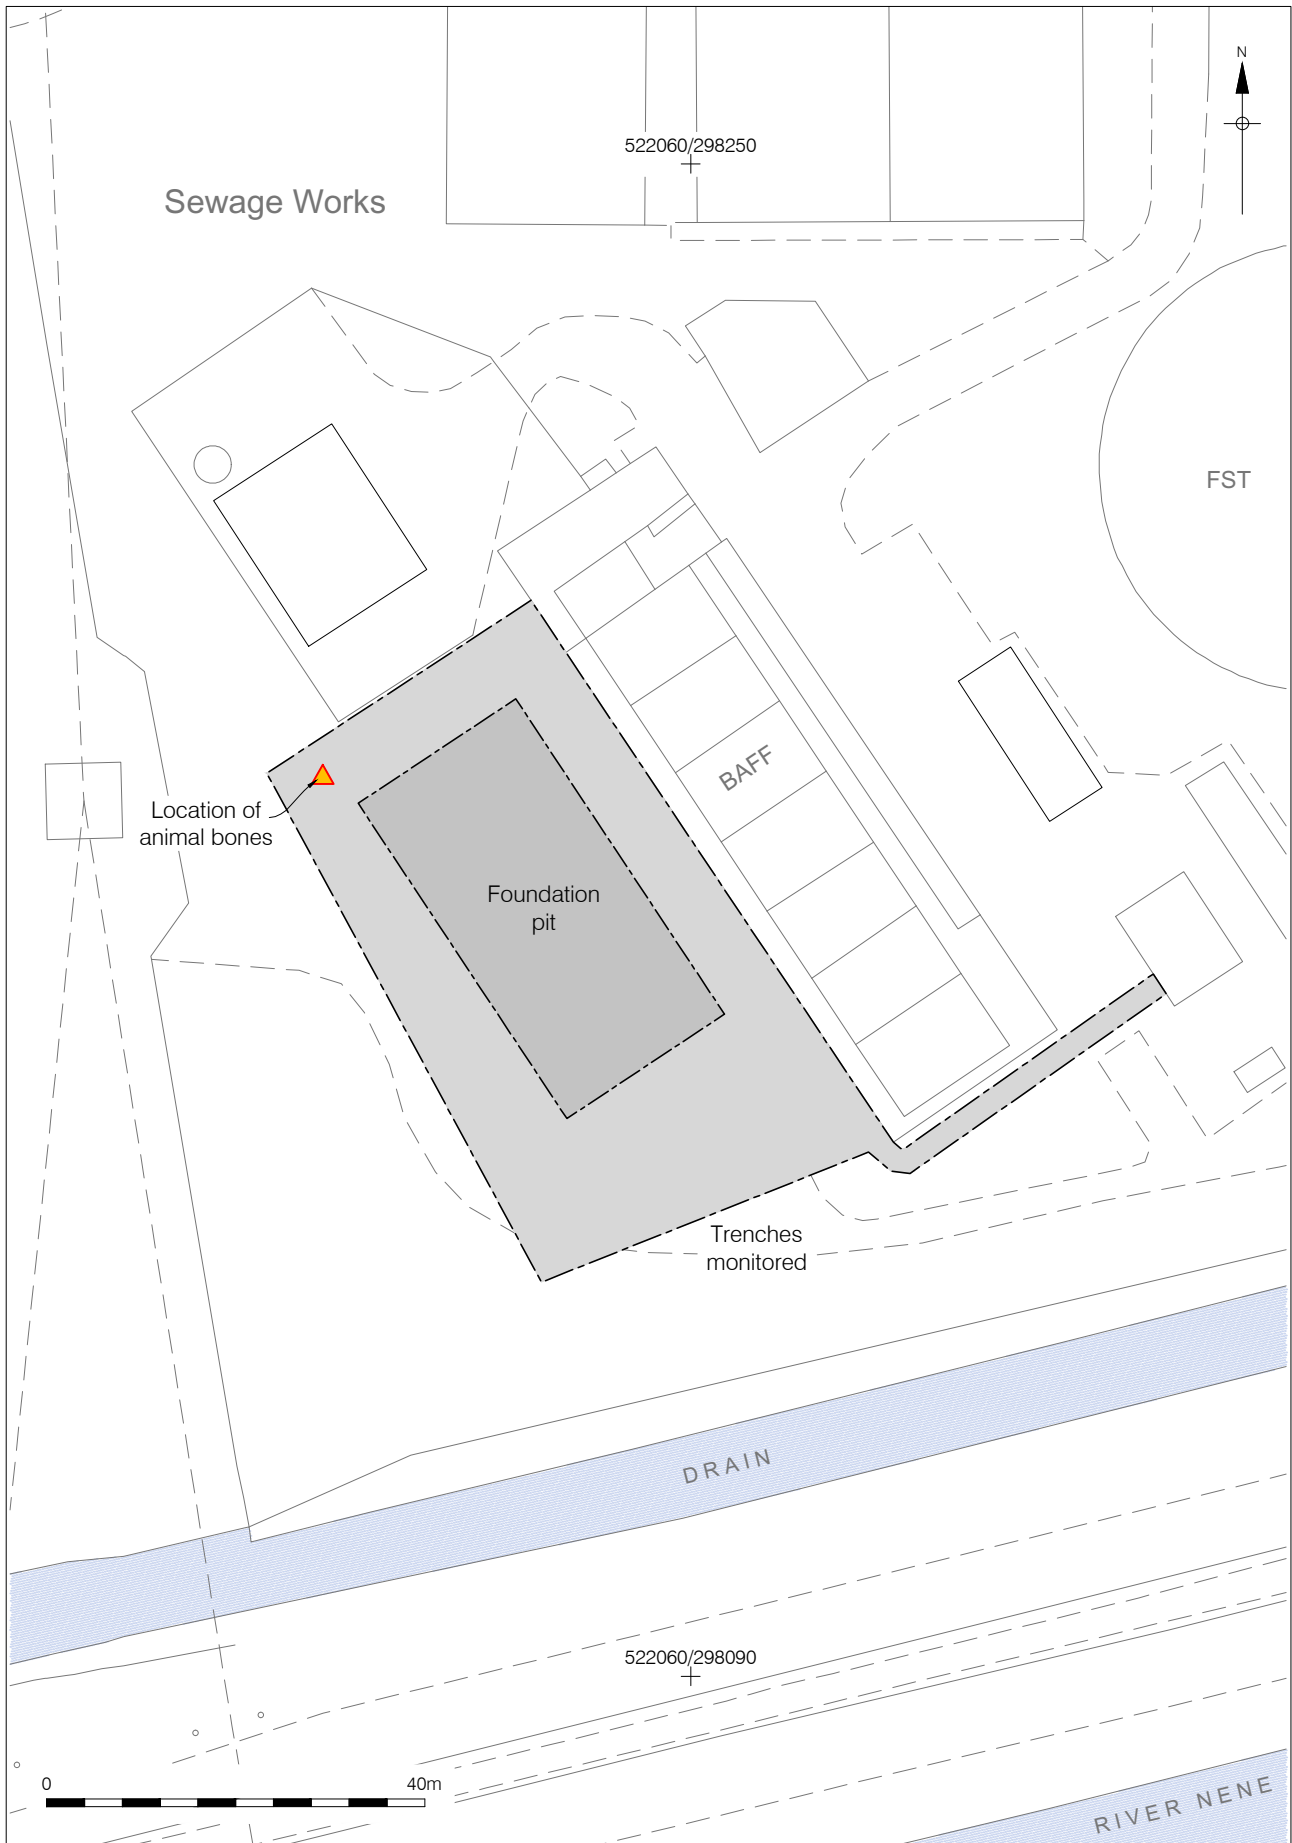 N
522060/298250
Sewage Works
FST
BAFF
Location of
animal bones
Foundation
pit
Trenches
monitored
DRAIN
522060/298090
0
40m
RIVER NENE